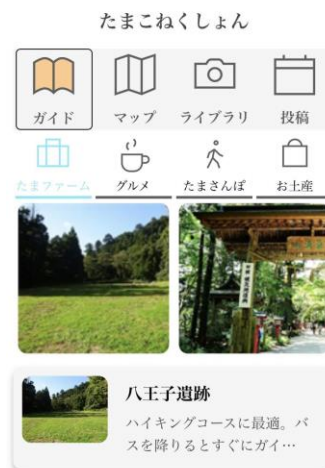 たまこねくしょん
ガイド
マップ
ライブラリ
投稿
たまファーム
グルメ
たまさんぽ
お土産
八王子遺跡
ハイキングコースに最適。バ
スを降りるとすぐにガイ…